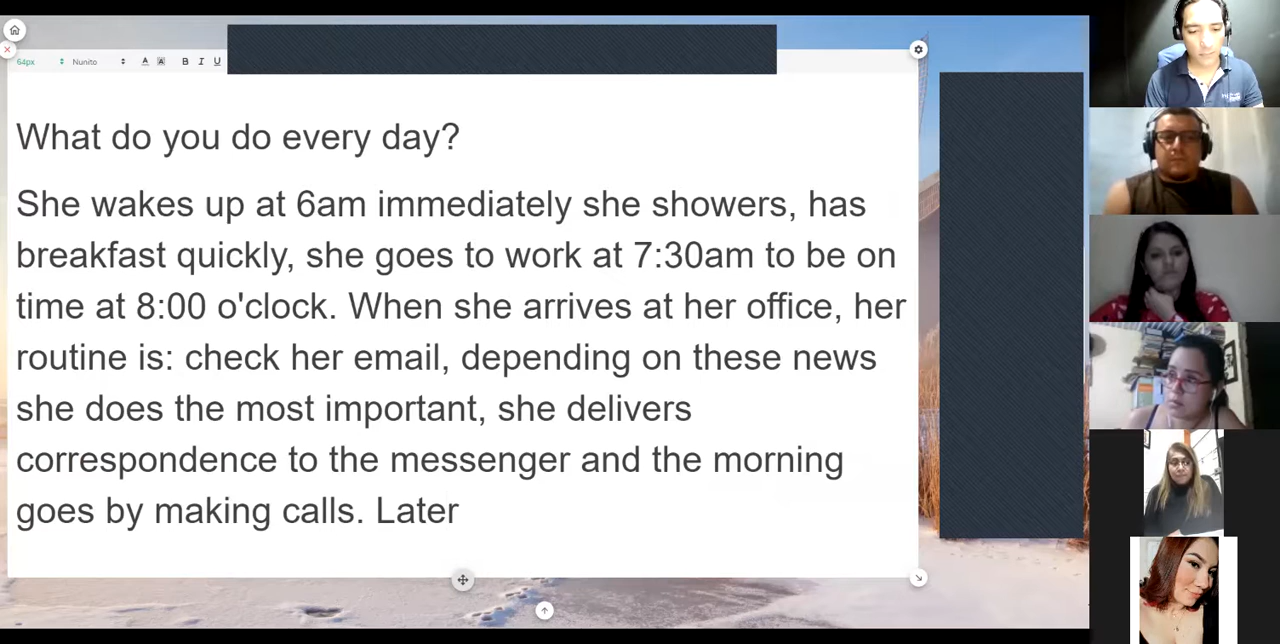 64px
Nunito
A
A
B
I
U
What do you do every day?
She wakes up at 6am immediately she showers, has
breakfast quickly, she goes to work at 7:30am to be on
time at 8:00 o'clock. When she arrives at her office, her
routine is: check her email, depending on these news
she does the most important, she delivers
correspondence to the messenger and the morning
goes by making calls. Later